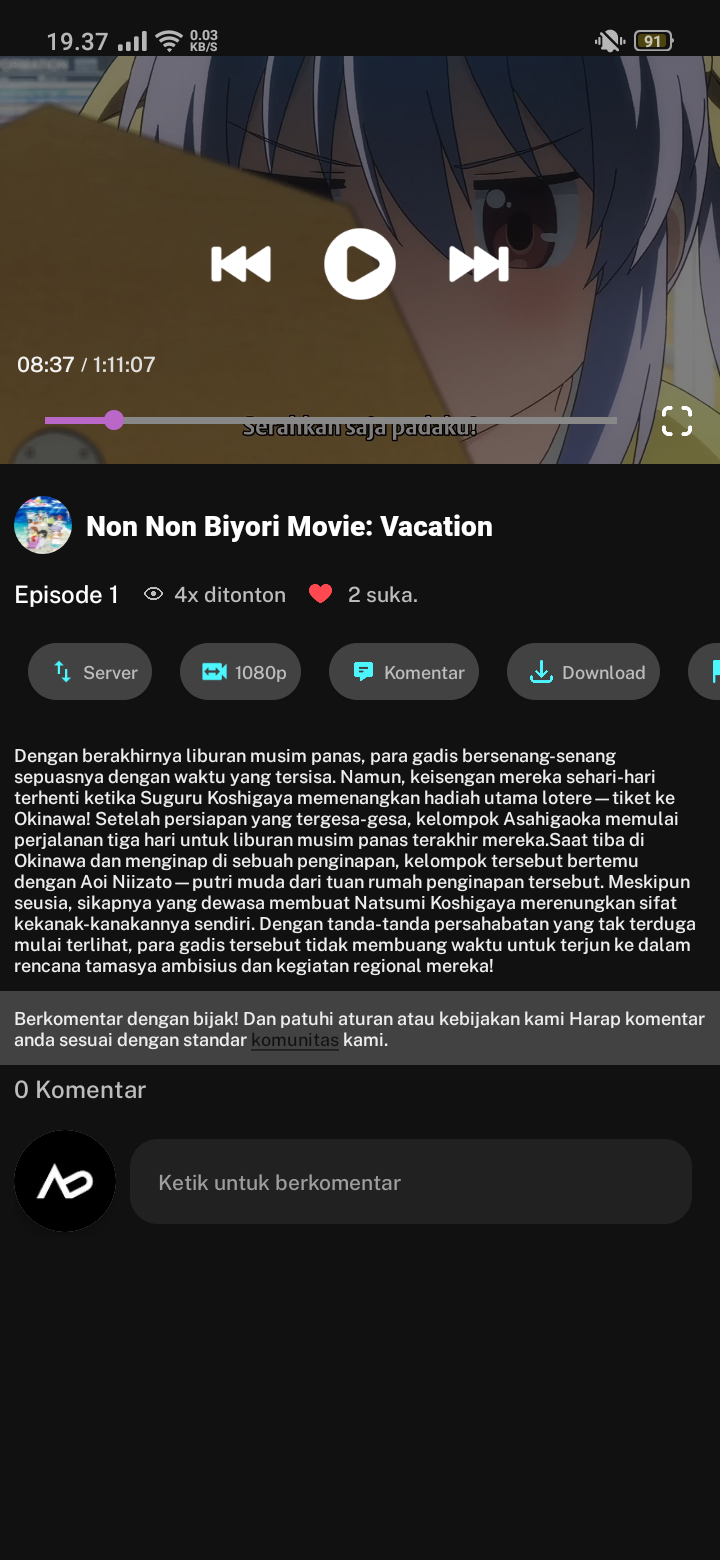 19.37
0.03
KB/S
91
08:37 / 1:11:07
Serahkan saja padaku!
Non Non Biyori Movie: Vacation
Episode 1
4x ditonton
2 suka.
Server
1080p
Komentar
Download
Dengan berakhirnya liburan musim panas, para gadis bersenang-senang
sepuasnya dengan waktu yang tersisa. Namun, keisengan mereka sehari-hari
terhenti ketika Suguru Koshigaya memenangkan hadiah utama lotere—tiket ke
Okinawa! Setelah persiapan yang tergesa-gesa, kelompok Asahigaoka memulai
perjalanan tiga hari untuk liburan musim panas terakhir mereka.Saat tiba di
Okinawa dan menginap di sebuah penginapan, kelompok tersebut bertemu
dengan Aoi Niizato—putri muda dari tuan rumah penginapan tersebut. Meskipun
seusia, sikapnya yang dewasa membuat Natsumi Koshigaya merenungkan sifat
kekanak-kanakannya sendiri. Dengan tanda-tanda persahabatan yang tak terduga
mulai terlihat, para gadis tersebut tidak membuang waktu untuk terjun ke dalam
rencana tamasya ambisius dan kegiatan regional mereka!
Berkomentar dengan bijak! Dan patuhi aturan atau kebijakan kami Harap komentar
anda sesuai dengan standar komunitas kami.
0 Komentar
Ketik untuk berkomentar